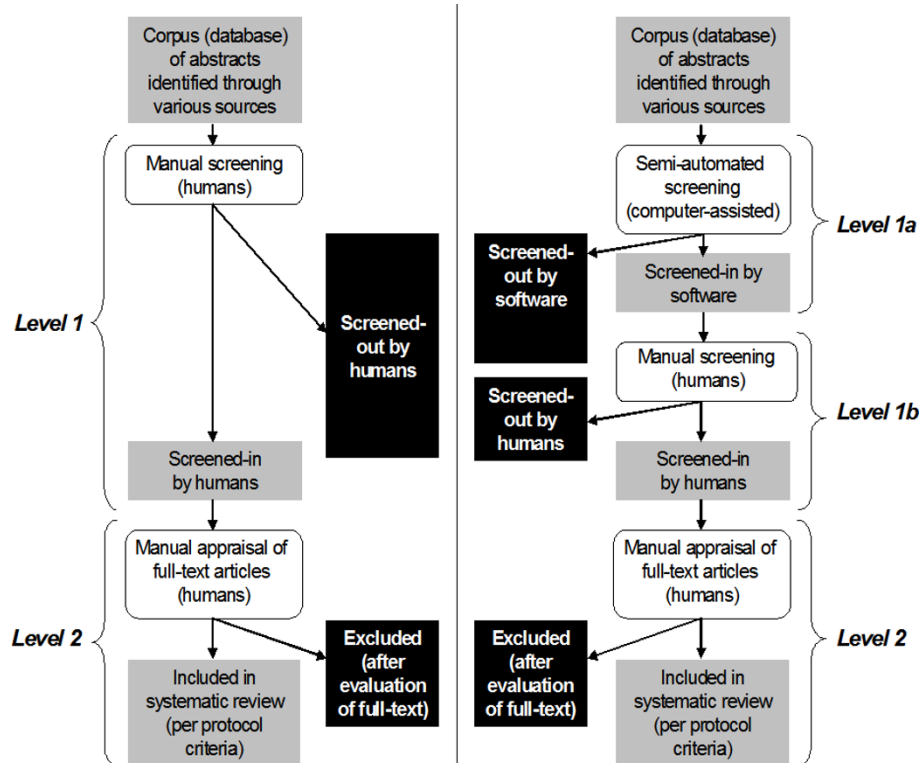 Corpus (database)
of abstracts
identified through
various sources
Manual screening
(humans)
Level 1
Screened-
out by
humans
Screened-in
by humans
Manual appraisal of
full-text articles
(humans)
Level 2
Excluded
(after
evaluation
of full-text)
Included in
systematic review
(per protocol
criteria)
Corpus (database)
of abstracts
identified through
various sources
Semi-automated
screening
(computer-assisted)
Level 1a
Screened-
out by
software
Screened-in by
software
Manual screening
(humans)
Level 1b
Screened-
out by
humans
Screened-in
by humans
Manual appraisal of
full-text articles
(humans)
Level 2
Excluded
(after
evaluation
of full-text)
Included in
systematic review
(per protocol
criteria)